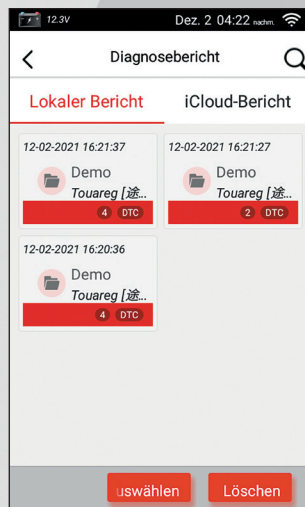 12.3V Dez. 2 04:22 nachm.
Diagnosebericht
Lokaler Bericht iCloud-Bericht
12-02-2021 16:21:37 12-02-2021 16:21:27
Demo Demo
Touareg [途... Touareg [途...
4 DTC 2 DTC
12-02-2021 16:20:36
Demo
Touareg [途...
4 DTC
uswählen Löschen